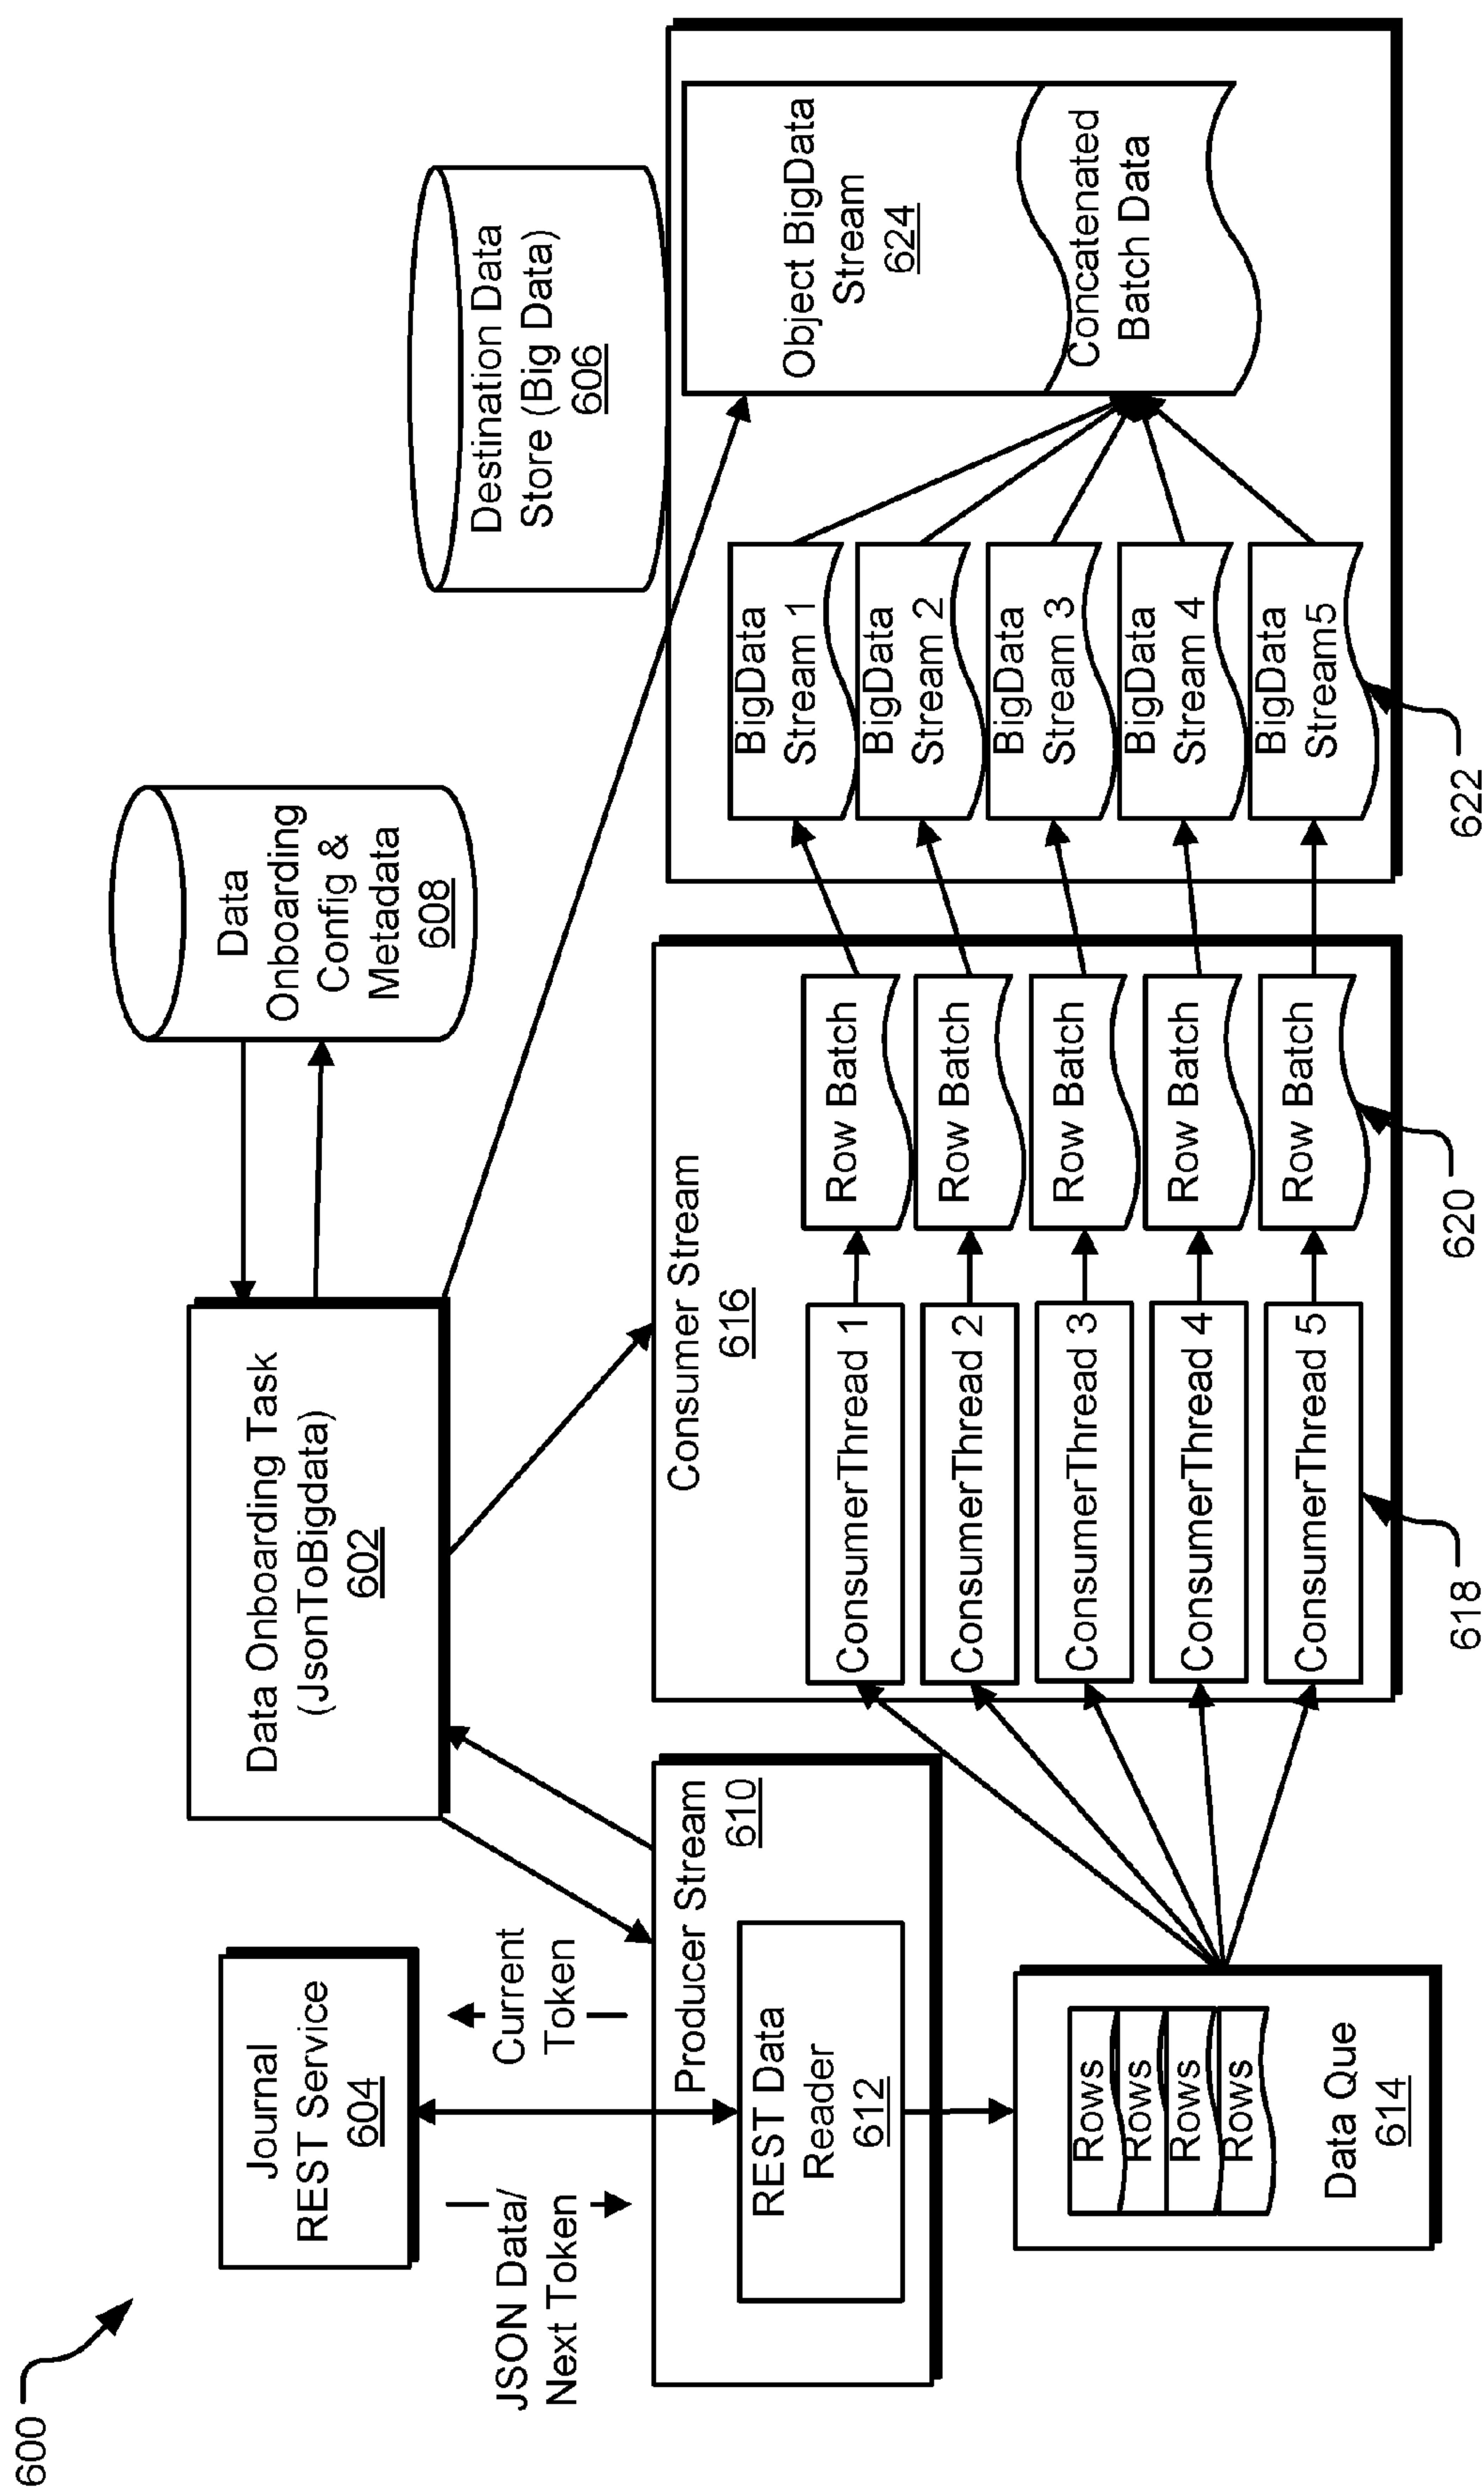 600
Journal
REST Service
604
JSON Data/
Next Token
Current
Token
Data Onboarding Task
(JsonToBigdata)
602
Data
Onboarding
Config &
Metadata
608
Destination Data
Store (Big Data)
606
Producer Stream
610
REST Data
Reader
612
Rows
Rows
Rows
Rows
Data Que
614
Consumer Stream
616
ConsumerThread 1
ConsumerThread 2
ConsumerThread 3
ConsumerThread 4
ConsumerThread 5
618
Row Batch
Row Batch
Row Batch
Row Batch
Row Batch
620
BigData
Stream 1
BigData
Stream 2
BigData
Stream 3
BigData
Stream 4
BigData
Stream5
622
Object BigData
Stream
624
Concatenated
Batch Data